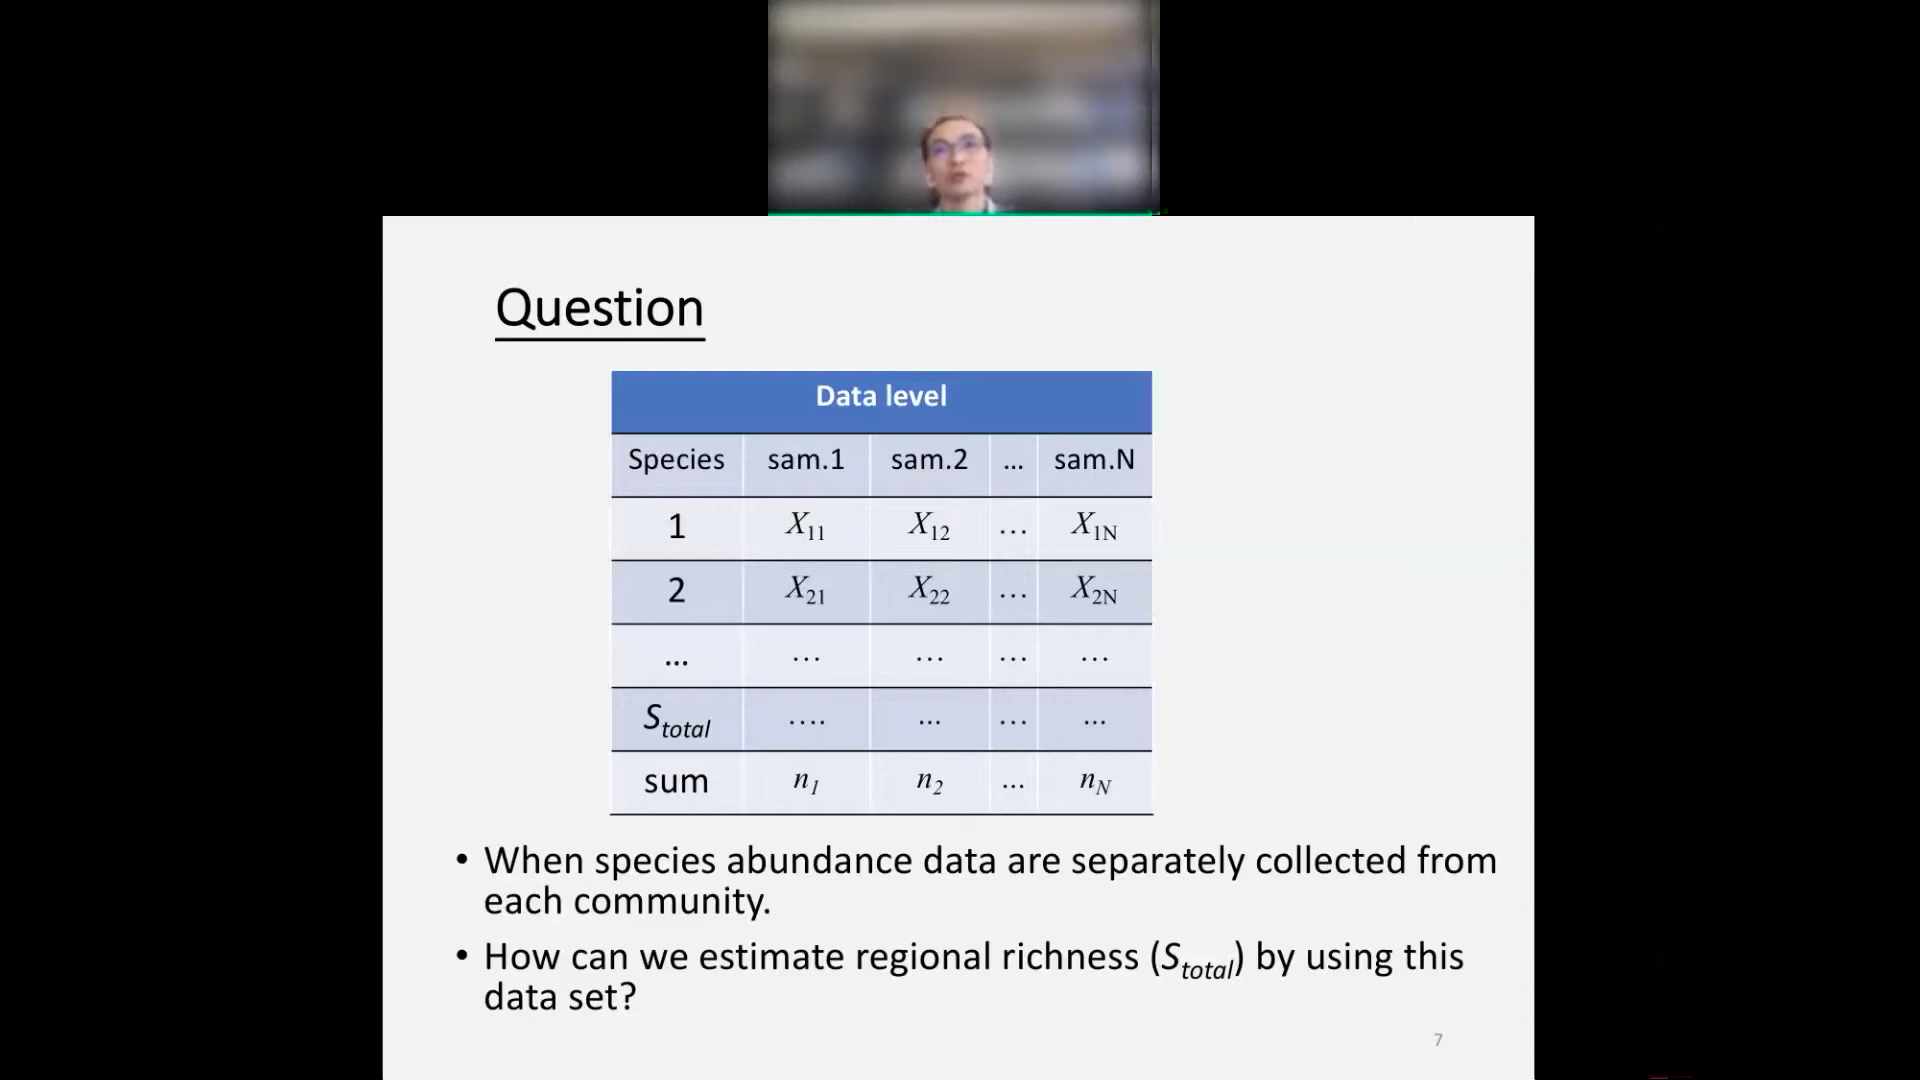 Question
Data level
Species sam.1 sam.2 ... sam.N
1 X11 X12 ... X1N
2 X21 X22 ... X2N
... ... ... ... ...
Stotal .... ... ... ...
sum n1 n2 ... nN
• When species abundance data are separately collected from
each community.
• How can we estimate regional richness (Stotal) by using this
data set?
7